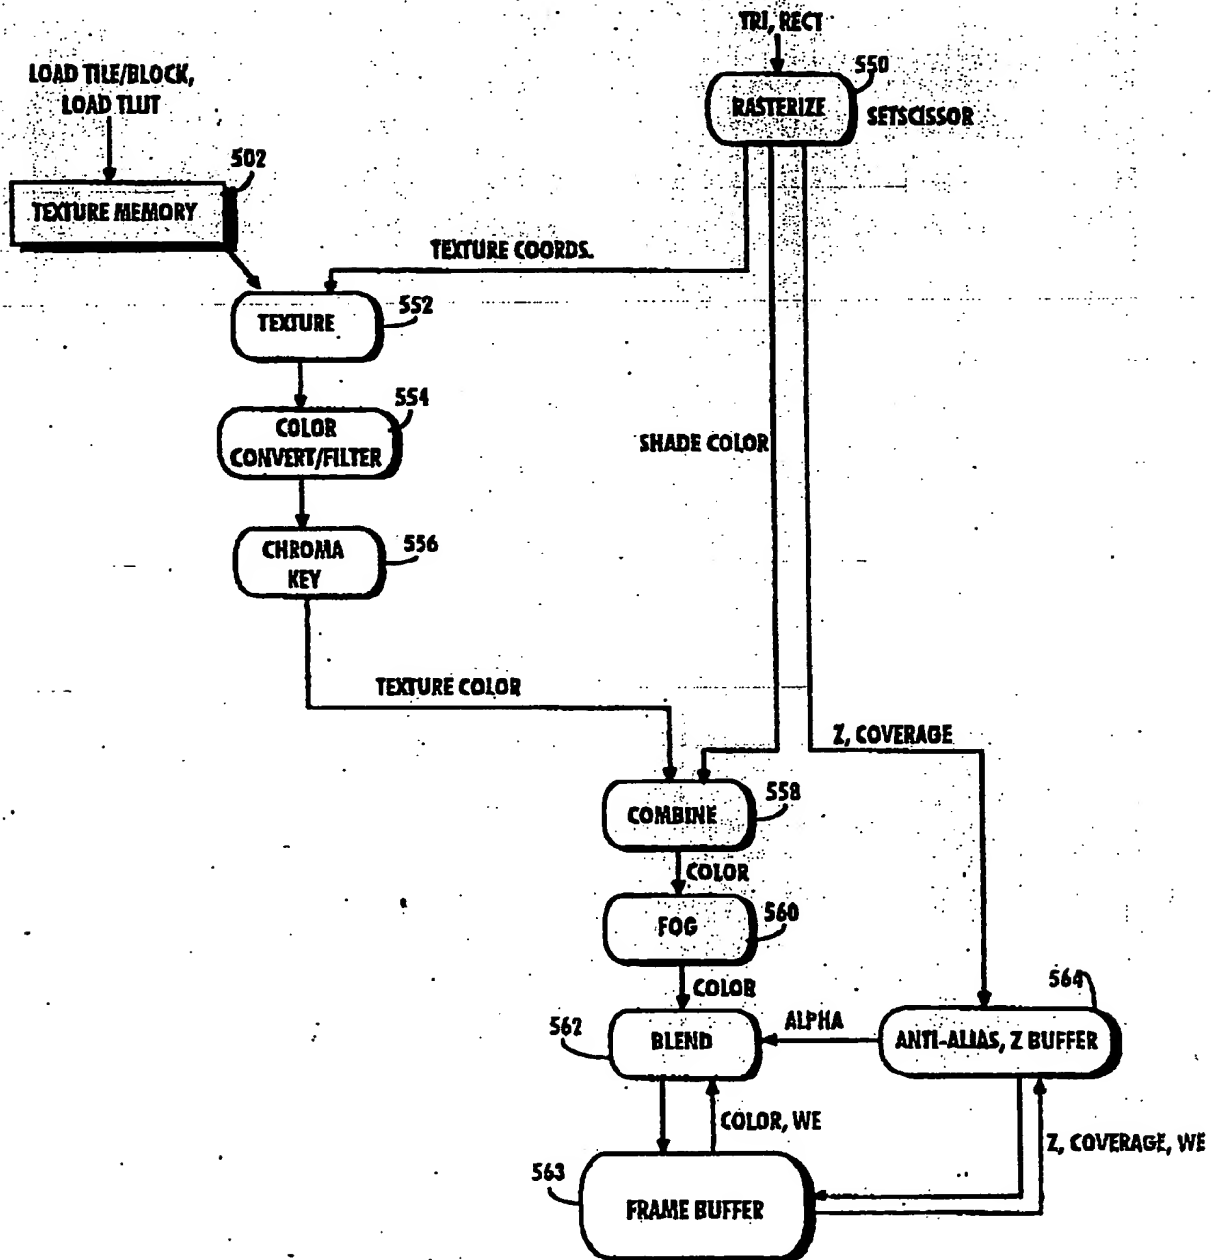 TRI, RECT
550
RASTERIZE
SETSCISSOR
LOAD TILE/BLOCK,
LOAD TLUT
502
TEXTURE MEMORY
TEXTURE COORDS.
TEXTURE
552
554
COLOR
CONVERT/FILTER
SHADE COLOR
CHROMA
KEY
556
TEXTURE COLOR
Z, COVERAGE
COMBINE
558
COLOR
FOG
560
COLOR
564
562
BLEND
ALPHA
ANTI-ALIAS, Z BUFFER
COLOR, WE
Z, COVERAGE, WE
563
FRAME BUFFER